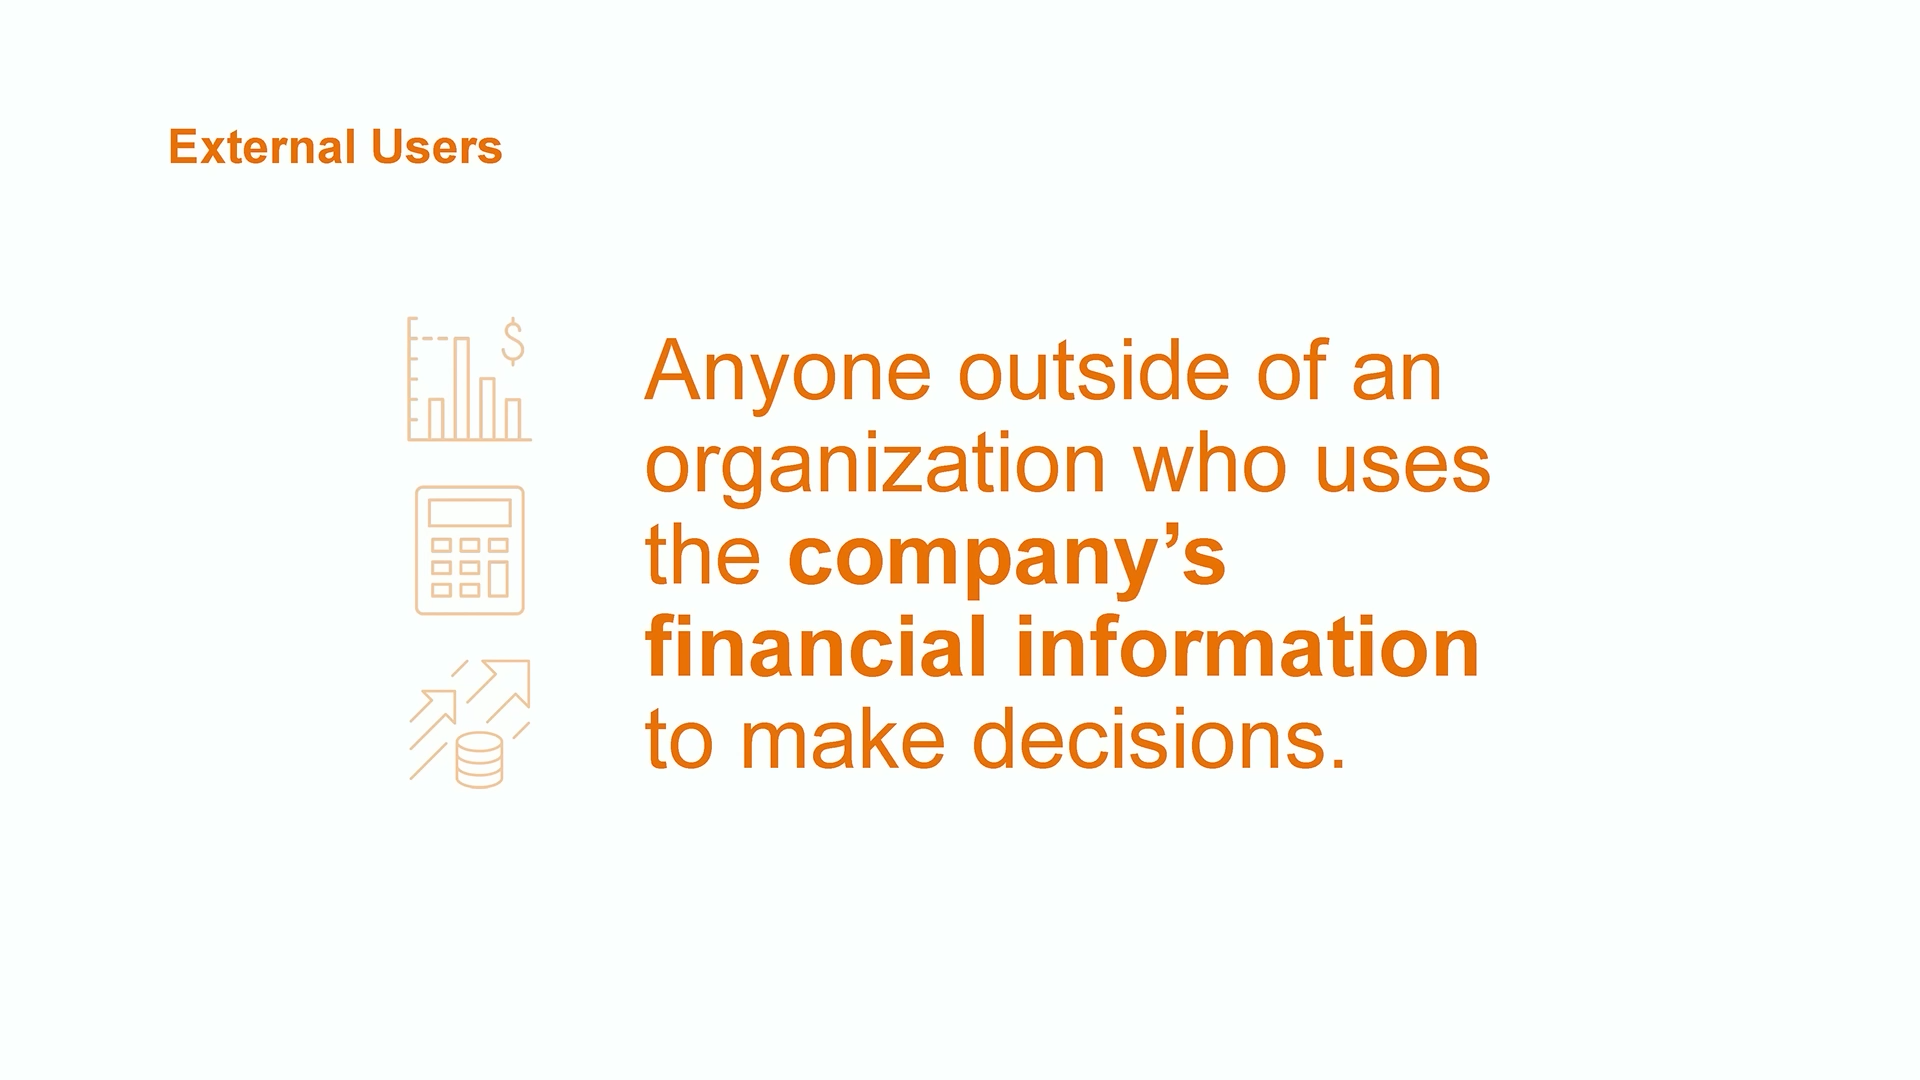 External Users
$
Anyone outside of an
organization who uses
the company’s
financial information
to make decisions.